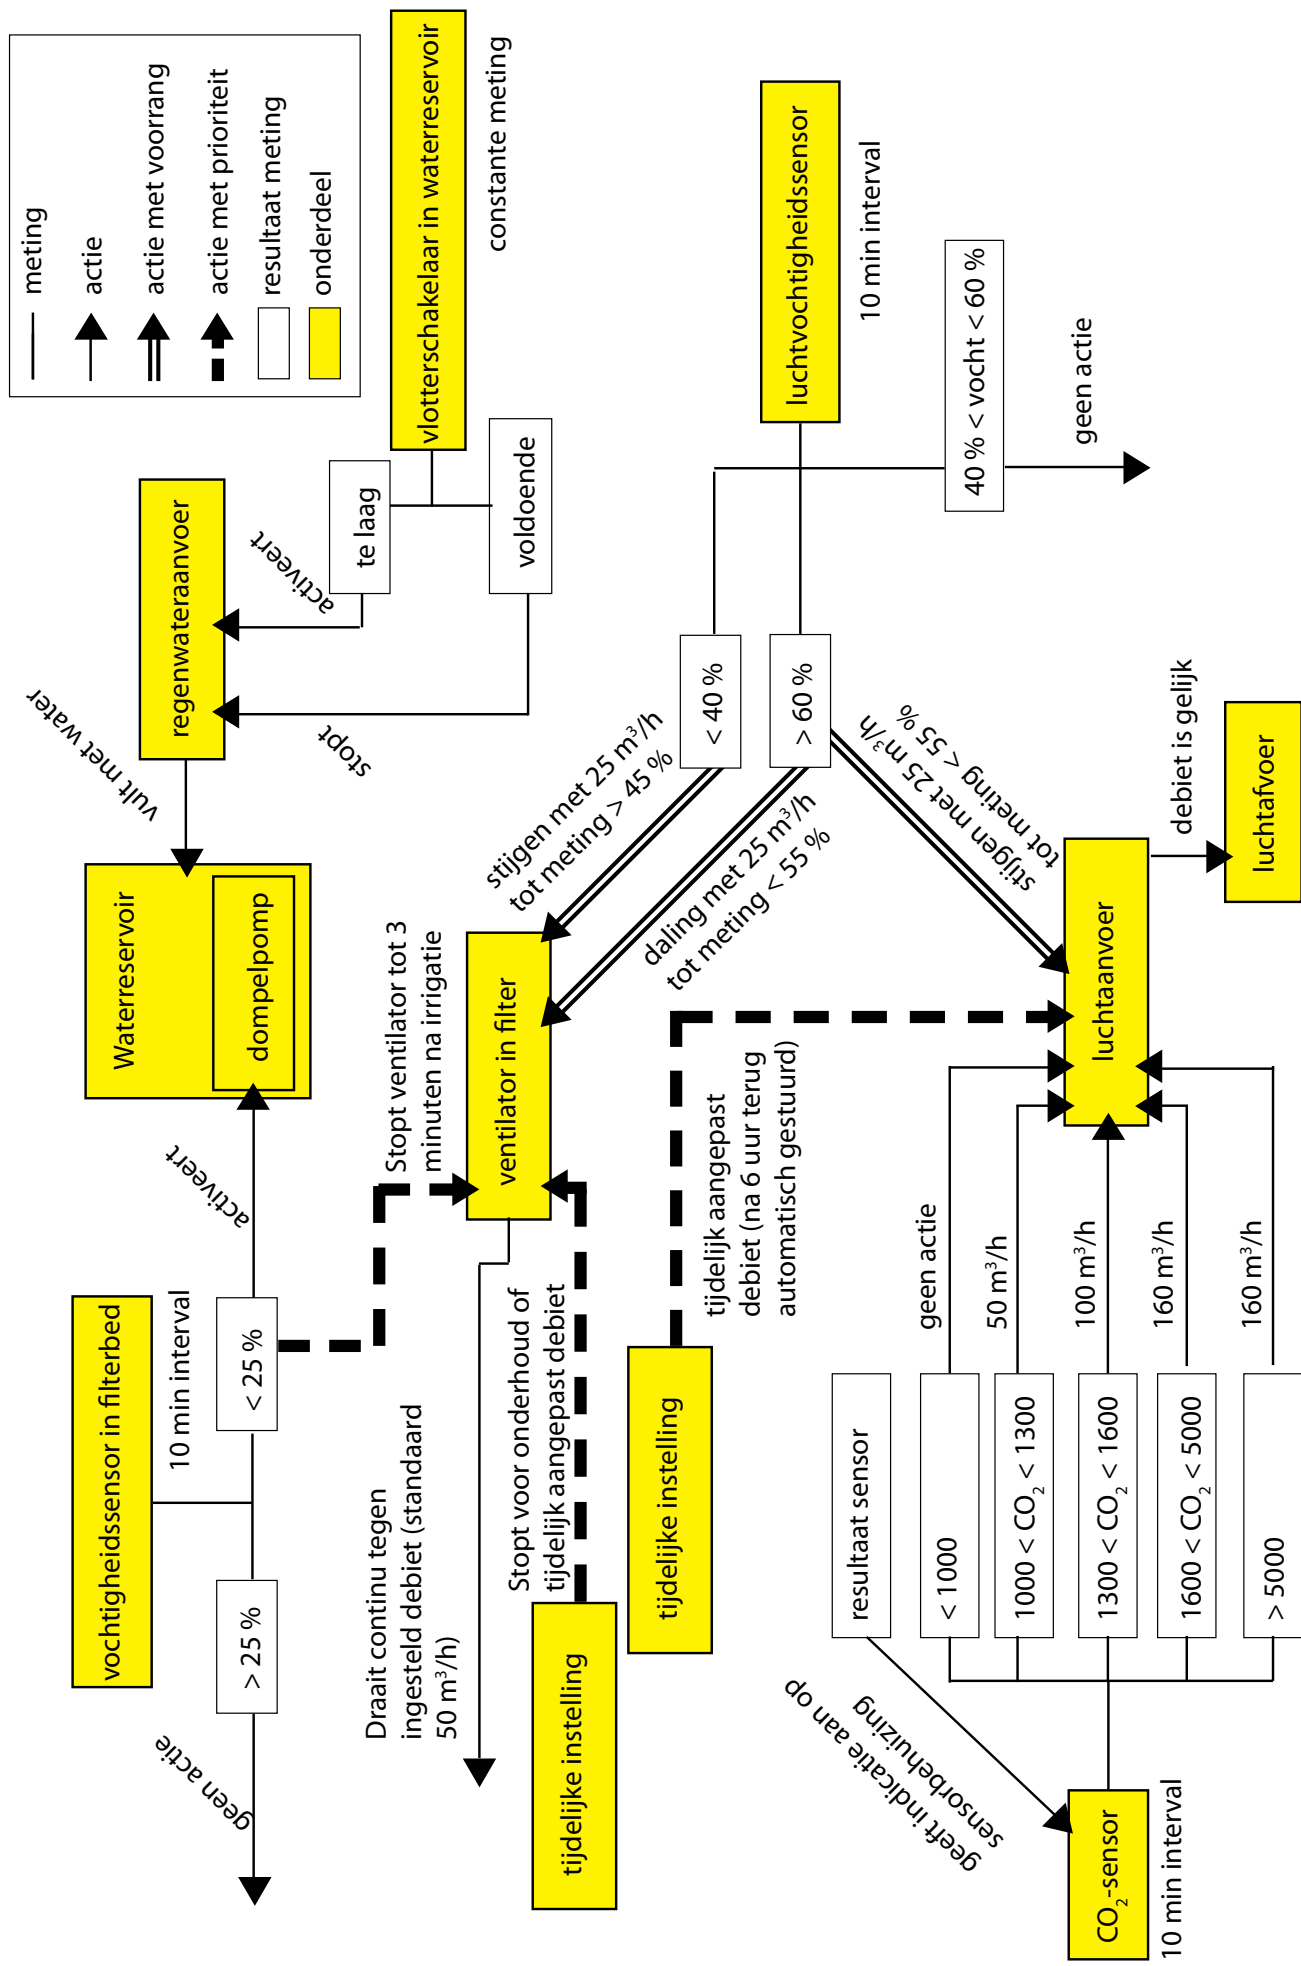 vochtigheidssensor in filterbed
10 min interval
> 25 %
< 25 %
geen actie
activeert
Waterreservoir
dompelpomp
vult met water
regenwateraanvoer
activeert
stopt
te laag
voldoende
vlotterschakelaar in waterreservoir
constante meting
meting
actie
actie met voorrang
actie met prioriteit
resultaat meting
onderdeel
Draait continu tegen
ingesteld debiet (standaard
50 m³/h)
Stopt ventilator tot 3
minuten na irrigatie
ventilator in filter
Stopt voor onderhoud of
tijdelijk aangepast debiet
tijdelijke instelling
stijgen met 25 m³/h
tot meting > 45 %
daling met 25 m³/h
tot meting < 55 %
< 40 %
> 60 %
stijgen met 25 m³/h
tot meting < 55 %
luchtvochtigheidssensor
10 min interval
40 % < vocht < 60 %
geen actie
tijdelijke instelling
tijdelijk aangepast
debiet (na 6 uur terug
automatisch gestuurd)
resultaat sensor
geeft indicatie aan op
sensorbehuizing
CO₂-sensor
10 min interval
< 1000
geen actie
1000 < CO₂ < 1300
50 m³/h
1300 < CO₂ < 1600
100 m³/h
1600 < CO₂ < 5000
160 m³/h
> 5000
160 m³/h
luchtaanvoer
debiet is gelijk
luchtafvoer